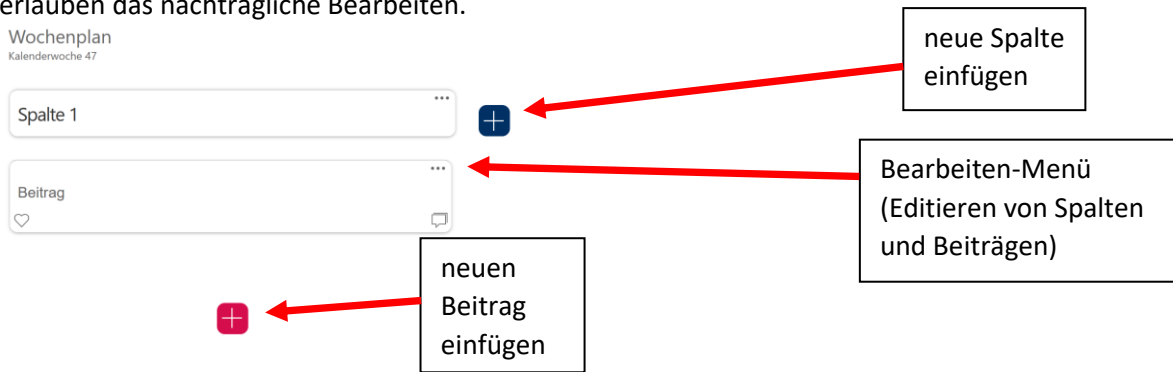 erlauben das nachträgliche Bearbeiten.
Wochenplan
Kalenderwoche 47
neue Spalte
einfügen
Spalte 1
Bearbeiten-Menü
(Editieren von Spalten
und Beiträgen)
Beitrag
neuen
Beitrag
einfügen